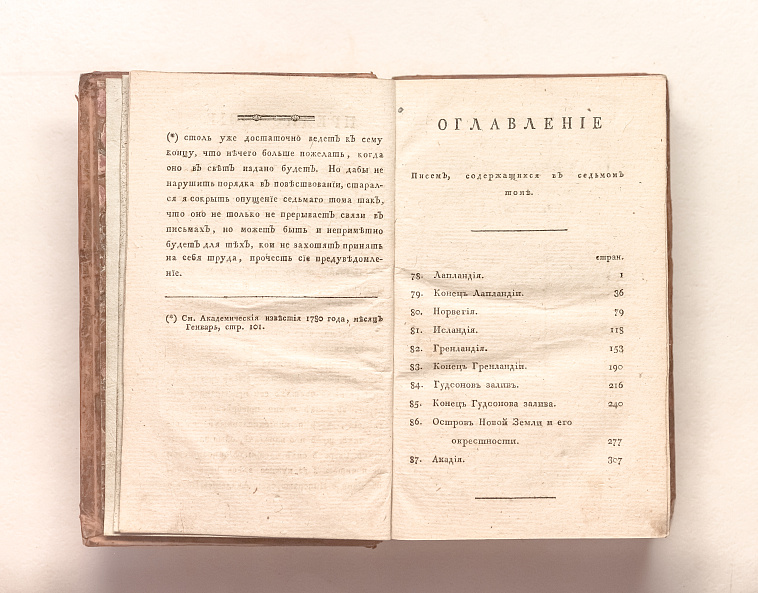 (*) столь уже достаточно ведетъ къ сему
концу, что нѣчего больше пожелать, когда
оно въ свѣтъ издано будетъ. Но дабы не
нарушить порядка въ повѣствованіи, старал-
ся я сокрыть опущеніе седьмаго тома такъ,
что оно не только не прерываетъ связи въ
письмахъ, но можетъ быть и непримѣтно
будетъ для тѣхъ, кои не захотятъ принять
на себя труда, прочесть сіе предувѣдомле-
ніе.
(*) См. Академическія извѣстія 1780 года, мѣсяцъ
Генварь, стр. 101.
ОГЛАВЛЕНІЕ
Писемъ, содержащихся въ седьмомъ
томѣ.
стран.
78. Лапландія. 1
79. Конецъ Лапландіи. 36
80. Норвегія. 79
81. Исландія. 118
82. Гренландія. 153
83. Конецъ Гренландіи. 190
84. Гудсоновъ заливъ. 216
85. Конецъ Гудсонова залива. 240
86. Островъ Новой Земли и его
окрестности. 277
87. Акадія. 307